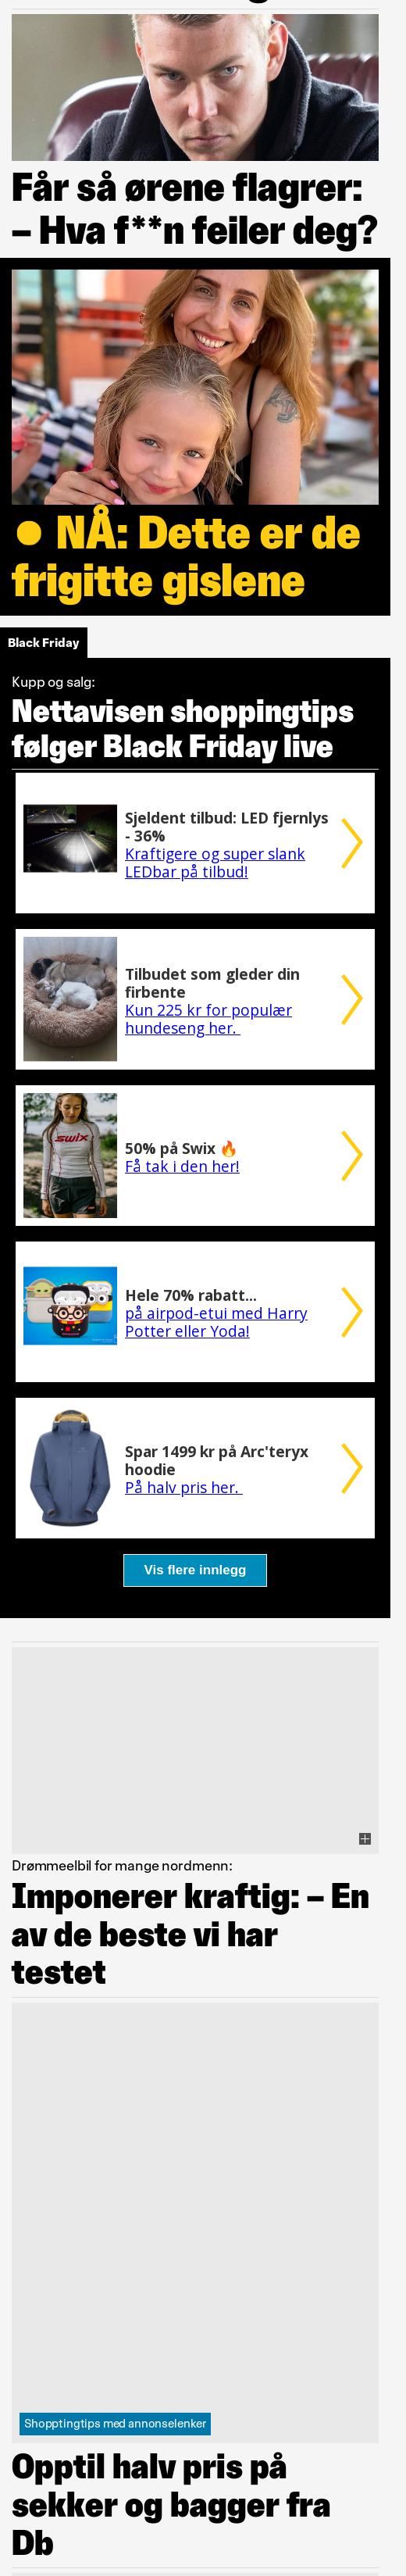 Får så ørene flagrer:
– Hva f**n feiler deg?
● NÅ: Dette er de
frigitte gislene
Black Friday
Kupp og salg:
Nettavisen shoppingtips
følger Black Friday live
Sjeldent tilbud: LED fjernlys
- 36%
Kraftigere og super slank
LEDbar på tilbud!
Tilbudet som gleder din
firbente
Kun 225 kr for populær
hundeseng her.
50% på Swix 🔥
Få tak i den her!
swix
Hele 70% rabatt...
på airpod-etui med Harry
Potter eller Yoda!
Spar 1499 kr på Arc'teryx
hoodie
På halv pris her.
Vis flere innlegg
Drømmeelbil for mange nordmenn:
Imponerer kraftig: – En
av de beste vi har
testet
Shopptingtips med annonselenker
Opptil halv pris på
sekker og bagger fra
Db